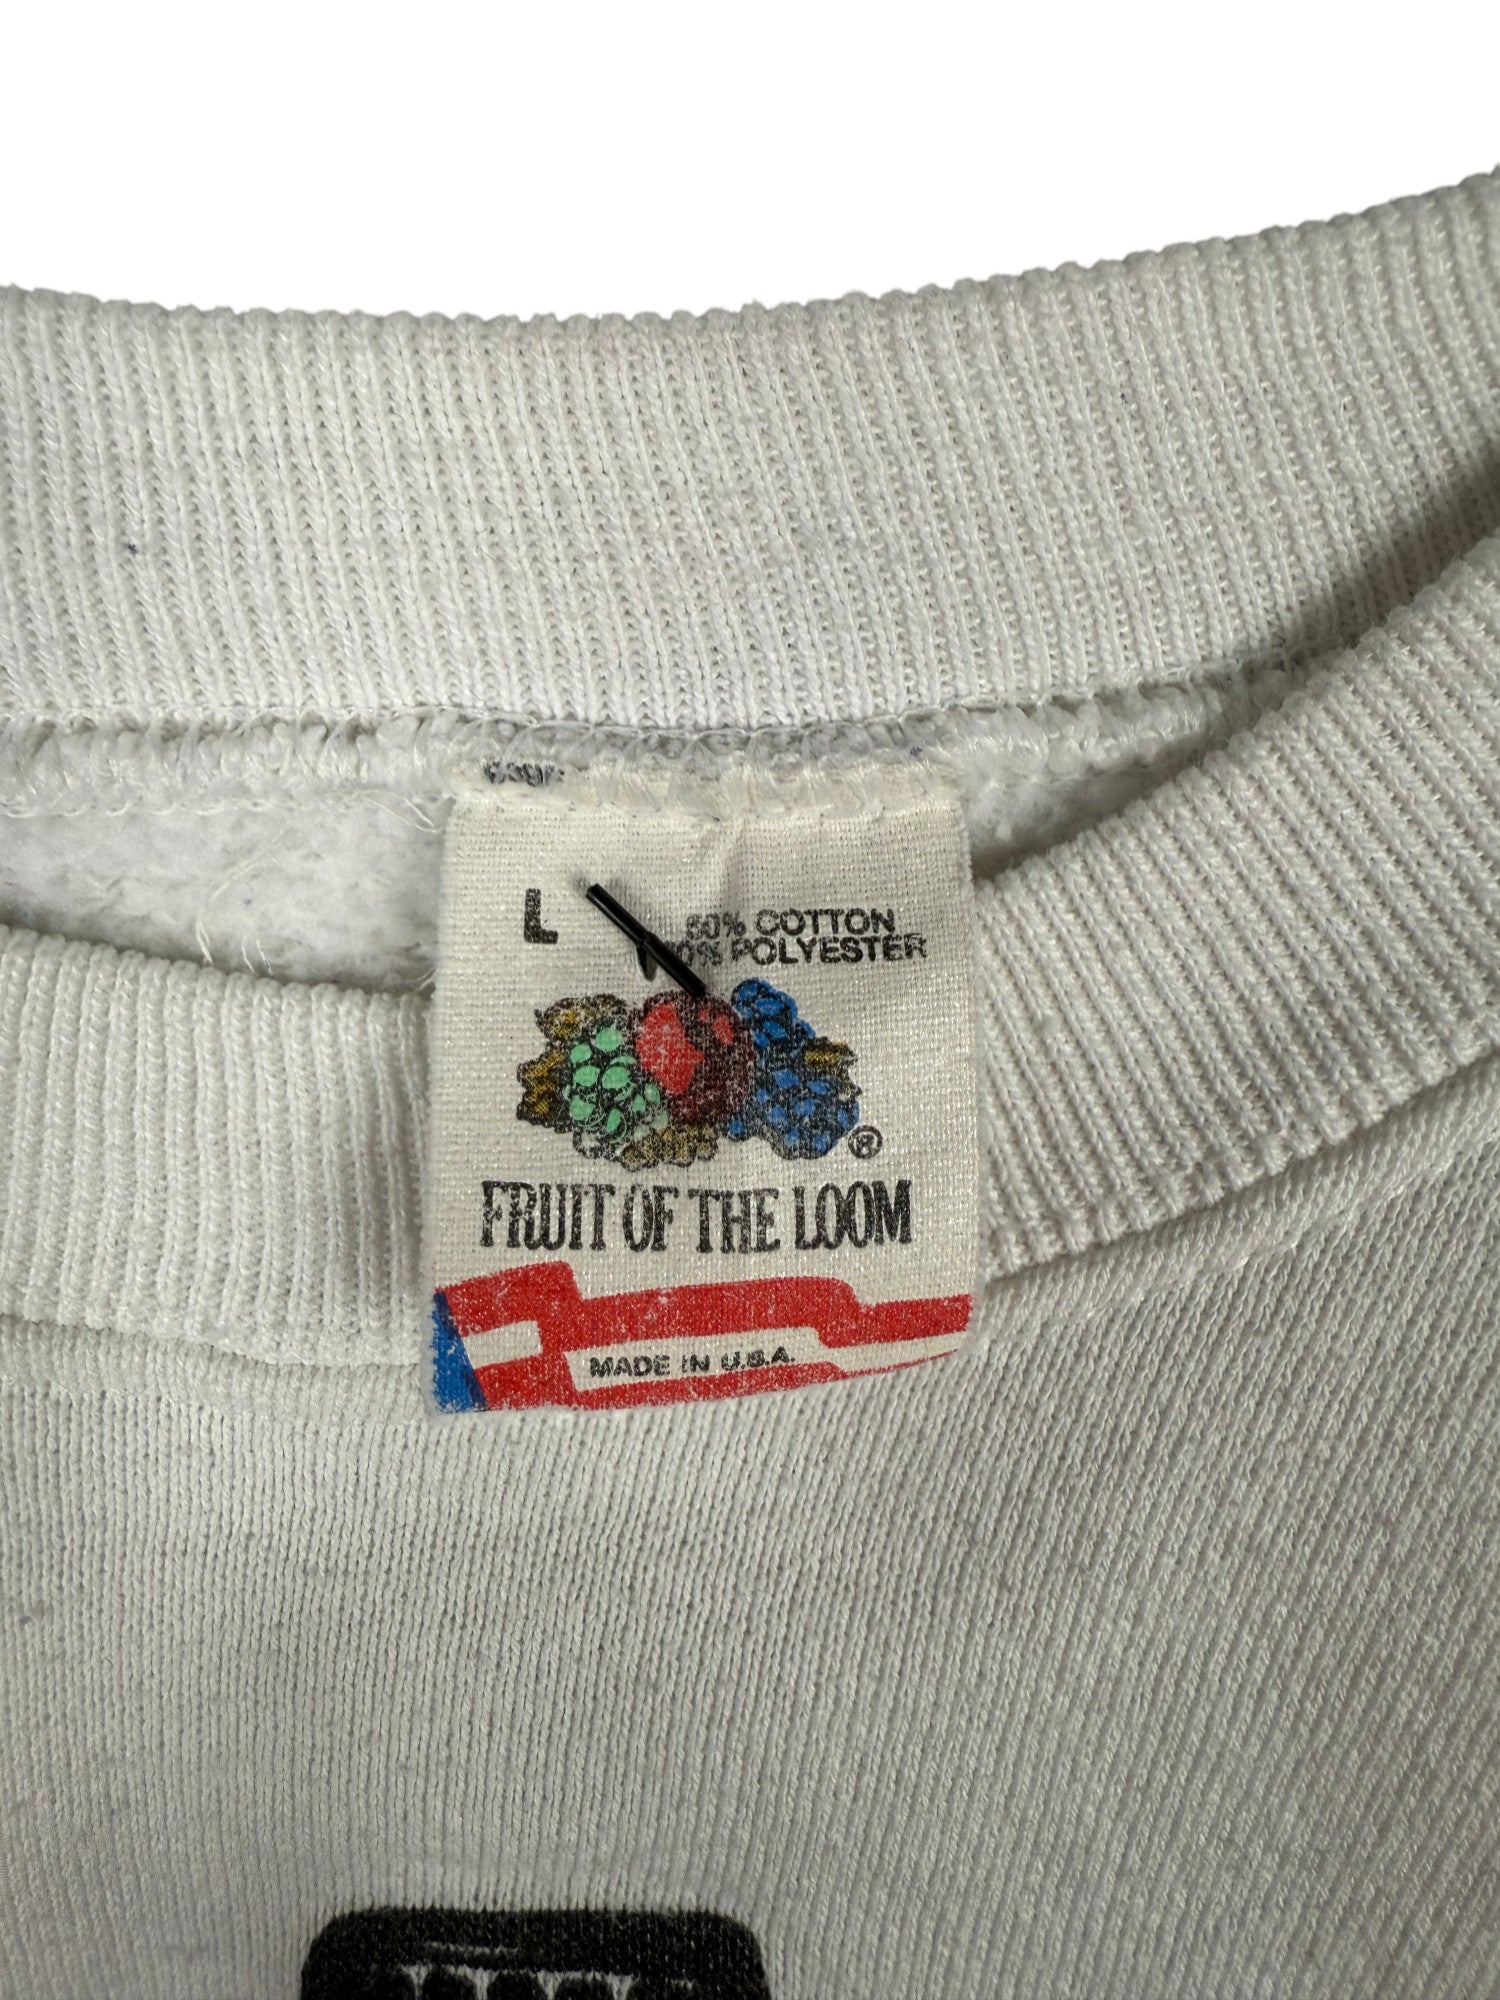 L
50% COTTON
POLYESTER
®
FRUIT OF THE LOOM
MADE IN U.S.A.